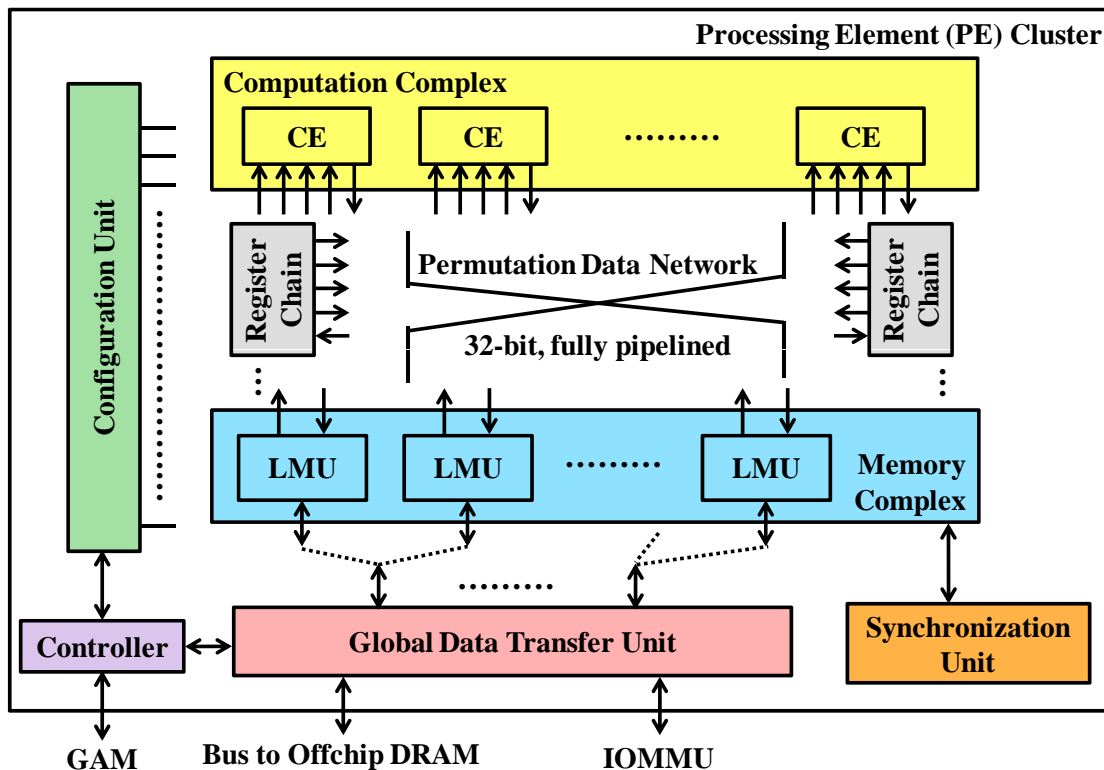 Processing Element (PE) Cluster
Computation Complex
CE
CE
CE
Configuration Unit
Register
Chain
Permutation Data Network
32-bit, fully pipelined
Register
Chain
LMU
LMU
LMU
Memory
Complex
Controller
Global Data Transfer Unit
Synchronization
Unit
GAM
Bus to Offchip DRAM
IOMMU